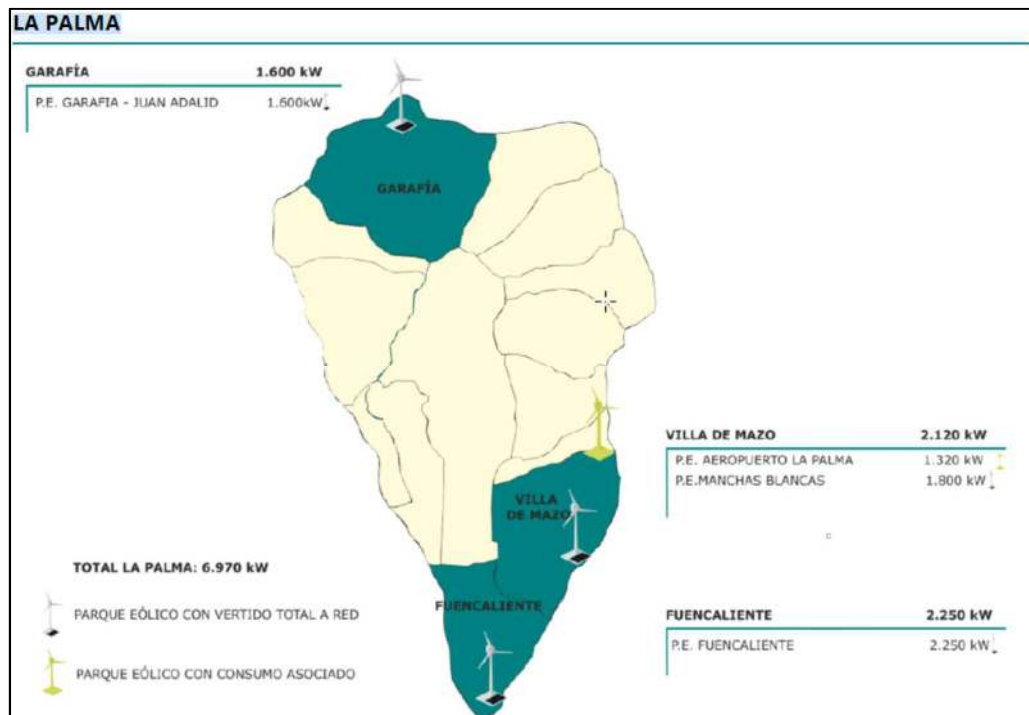 LA PALMA
GARAFÍA 1.600 kW
P.E. GARAFIA - JUAN ADALID 1.600kW
GARAFÍA
VILLA DE MAZO 2.120 kW
P.E. AEROPUERTO LA PALMA 1.320 kW
P.E.MANCHAS BLANCAS 1.800 kW
VILLA
DE MAZO
TOTAL LA PALMA: 6.970 kW
PARQUE EÓLICO CON VERTIDO TOTAL A RED
PARQUE EÓLICO CON CONSUMO ASOCIADO
FUENCALIENTE
FUENCALIENTE 2.250 kW
P.E. FUENCALIENTE 2.250 kW